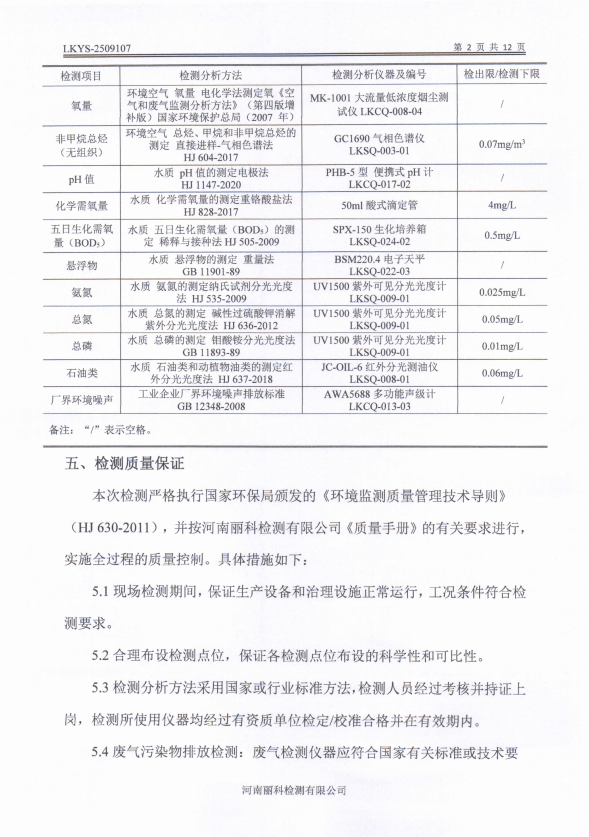 LKYS-2509107
第 2 页 共 12 页
检测项目 检测分析方法 检测分析仪器及编号 检出限/检测下限
氧量
环境空气 氧量 电化学法测定氧《空
气和废气监测分析方法》（第四版增
补版）国家环境保护总局（2007 年）
MK-1001 大流量低浓度烟尘测
试仪 LKCQ-008-04
/
非甲烷总烃
（无组织）
环境空气 总烃、甲烷和非甲烷总烃的
测定 直接进样-气相色谱法
HJ 604-2017
GC1690 气相色谱仪
LKSQ-003-01
0.07mg/m³
pH 值
水质 pH 值的测定电极法
HJ 1147-2020
PHB-5 型 便携式 pH 计
LKCQ-017-02
/
化学需氧量
水质 化学需氧量的测定重铬酸盐法
HJ 828-2017
50ml 酸式滴定管
4mg/L
五日生化需氧
量（BOD₅）
水质 五日生化需氧量（BOD₅）的测
定 稀释与接种法 HJ 505-2009
SPX-150 生化培养箱
LKSQ-024-02
0.5mg/L
悬浮物
水质 悬浮物的测定 重量法
GB 11901-89
BSM220.4 电子天平
LKSQ-022-03
/
氨氮
水质 氨氮的测定纳氏试剂分光光度
法 HJ 535-2009
UV1500 紫外可见分光光度计
LKSQ-009-01
0.025mg/L
总氮
水质 总氮的测定 碱性过硫酸钾消解
紫外分光光度法 HJ 636-2012
UV1500 紫外可见分光光度计
LKSQ-009-01
0.05mg/L
总磷
水质 总磷的测定 钼酸铵分光光度法
GB 11893-89
UV1500 紫外可见分光光度计
LKSQ-009-01
0.01mg/L
石油类
水质 石油类和动植物油类的测定红
外分光光度法 HJ 637-2018
JC-OIL-6 红外分光测油仪
LKSQ-008-01
0.06mg/L
厂界环境噪声
工业企业厂界环境噪声排放标准
GB 12348-2008
AWA5688 多功能声级计
LKCQ-013-03
/
备注：“/”表示空格。
五、检测质量保证
本次检测严格执行国家环保局颁发的《环境监测质量管理技术导则》
（HJ 630-2011），并按河南丽科检测有限公司《质量手册》的有关要求进行，
实施全过程的质量控制。具体措施如下：
5.1 现场检测期间，保证生产设备和治理设施正常运行，工况条件符合检
测要求。
5.2 合理布设检测点位，保证各检测点位布设的科学性和可比性。
5.3 检测分析方法采用国家或行业标准方法，检测人员经过考核并持证上
岗，检测所使用仪器均经过有资质单位检定/校准合格并在有效期内。
5.4 废气污染物排放检测：废气检测仪器应符合国家有关标准或技术要
河南丽科检测有限公司